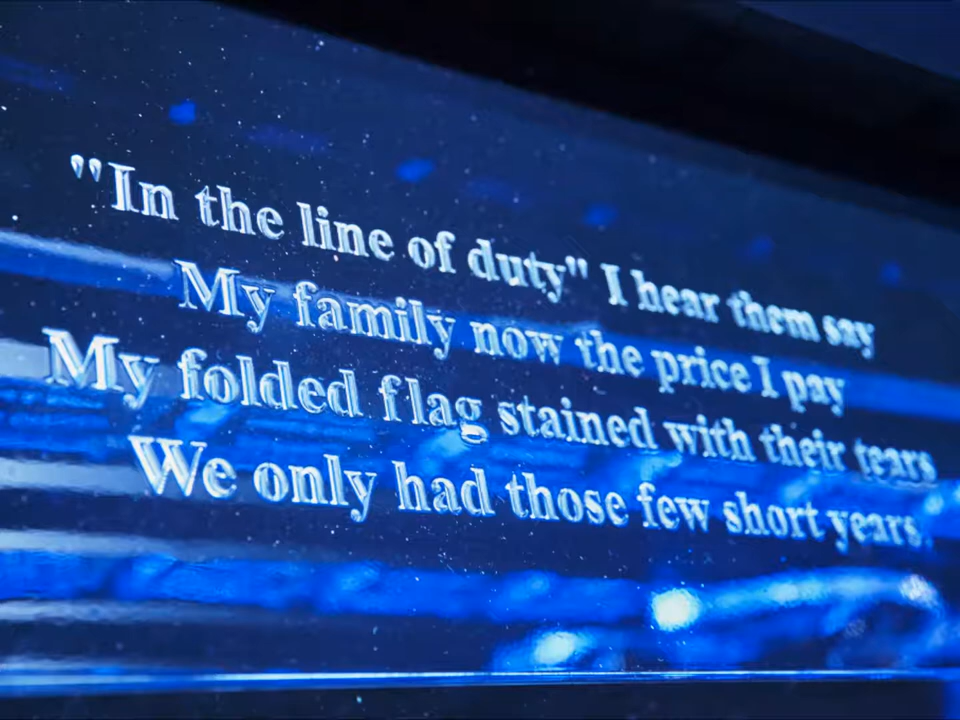 "In the line of duty" I hear them say
My family now the price I pay
My folded flag stained with their tears
We only had those few short years.